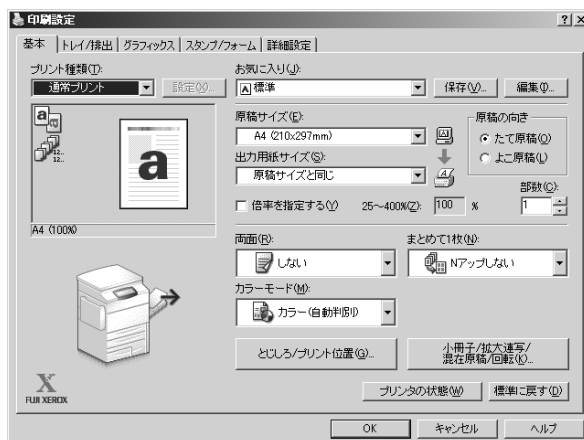 印刷設定
基本 トレイ/排出 グラフィックス スタンプ/フォーム 詳細設定
プリント種類(T):
通常プリント
設定(X)...
お気に入り(J):
A 標準
保存(V)... 編集(I)...
原稿サイズ(E):
A4 (210x297mm)
出力用紙サイズ(S):
原稿サイズと同じ
原稿の向き
たて原稿(O)
よこ原稿(L)
部数(C):
1
倍率を指定する(Y) 25～400%(Z): 100 %
a
12..
12..
a
A4 (100%)
両面(R):
しない
まとめて1枚(N):
Nアップしない
カラーモード(M):
カラー(自動判別)
とじしろ/プリント位置(G)...
小冊子/拡大連写/
混在原稿/回転(K)...
X
FUJI XEROX
プリンタの状態(W) 標準に戻す(D)
OK キャンセル ヘルプ